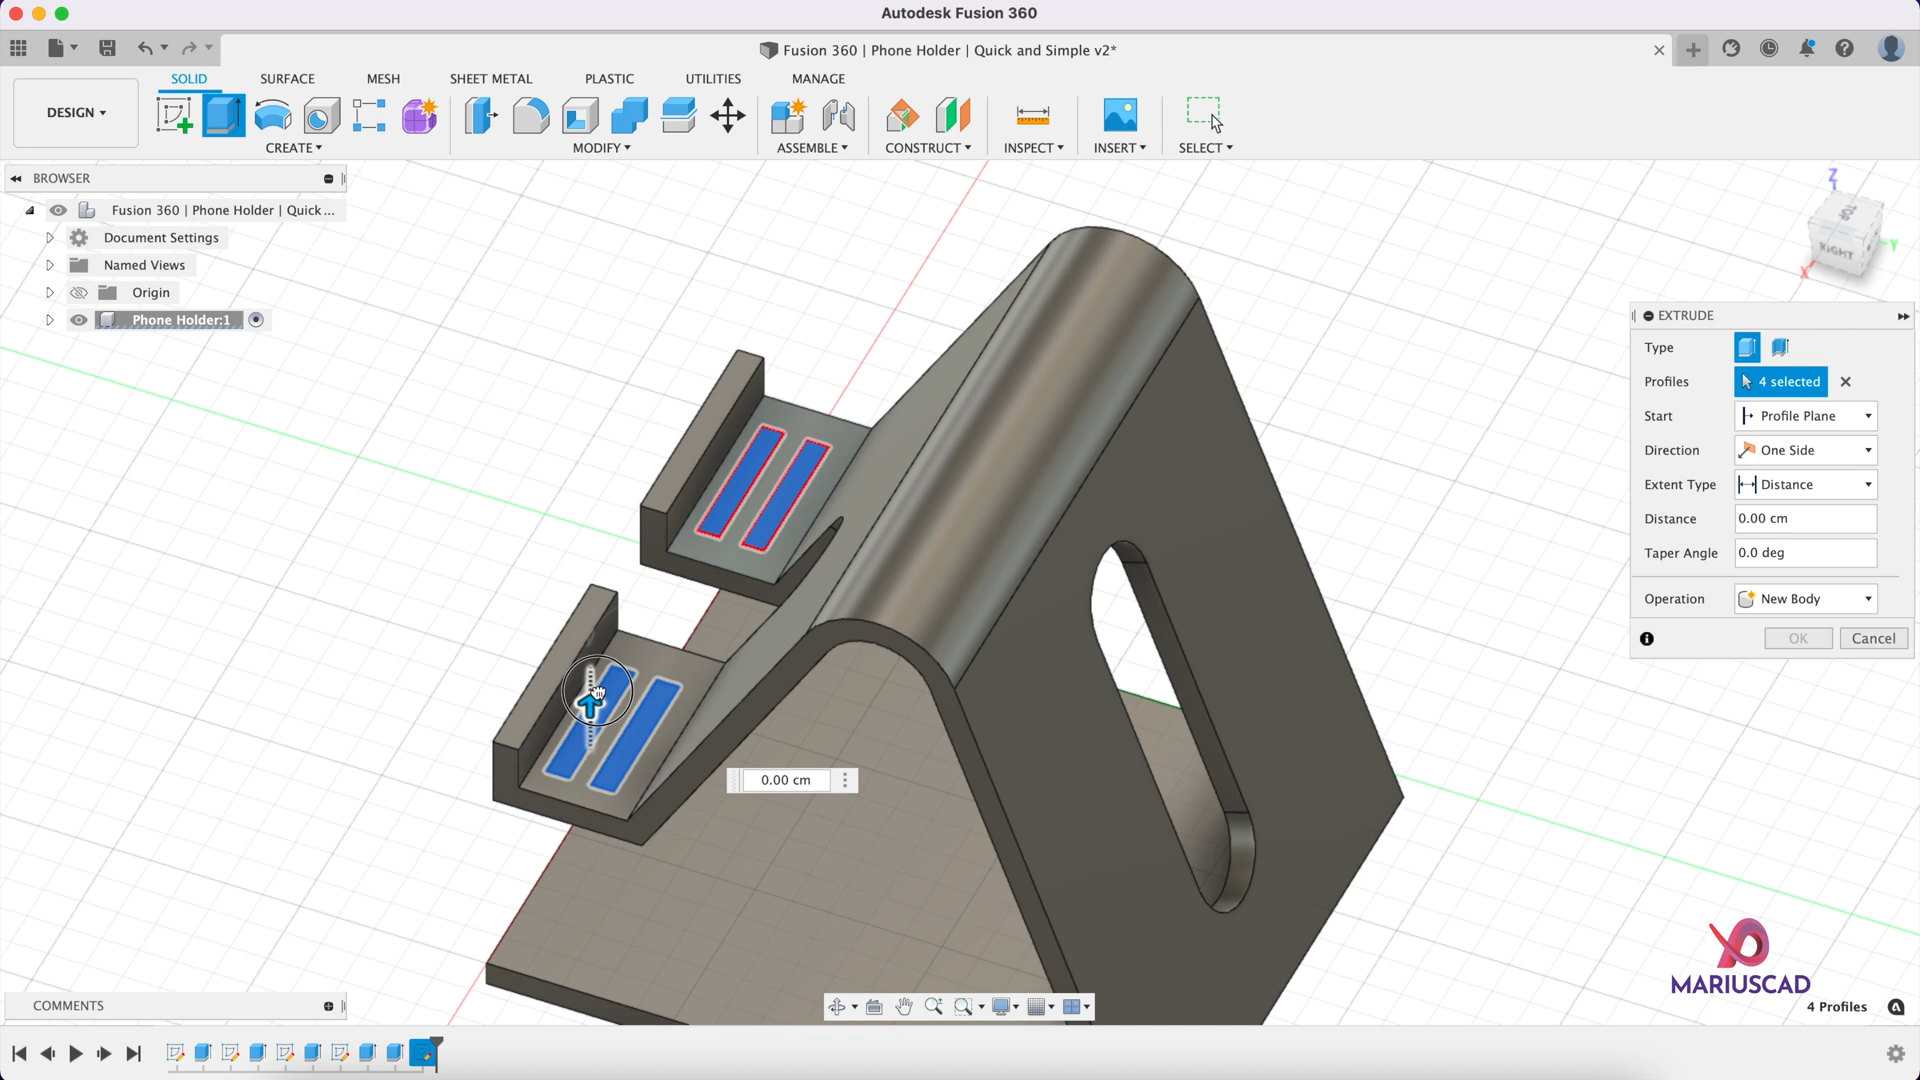 Autodesk Fusion 360
Fusion 360 | Phone Holder | Quick and Simple v2*
SOLID SURFACE MESH SHEET METAL PLASTIC UTILITIES MANAGE
DESIGN
CREATE MODIFY ASSEMBLE CONSTRUCT INSPECT INSERT SELECT
BROWSER
Fusion 360 | Phone Holder | Quick ...
Document Settings
Named Views
Origin
Phone Holder:1
Z
TOP
RIGHT
Y
X
EXTRUDE
Type
Profiles 4 selected
Start Profile Plane
Direction One Side
Extent Type Distance
Distance 0.00 cm
Taper Angle 0.0 deg
Operation New Body
OK Cancel
0.00 cm
MARIUSCAD
COMMENTS
4 Profiles